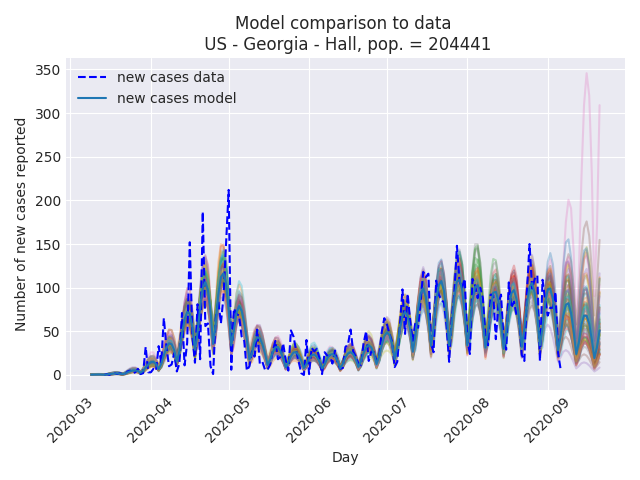 Model comparison to data
US - Georgia - Hall, pop. = 204441
new cases data
new cases model
Number of new cases reported
350
300
250
200
150
100
50
0
2020-03
2020-04
2020-05
2020-06
2020-07
2020-08
2020-09
Day